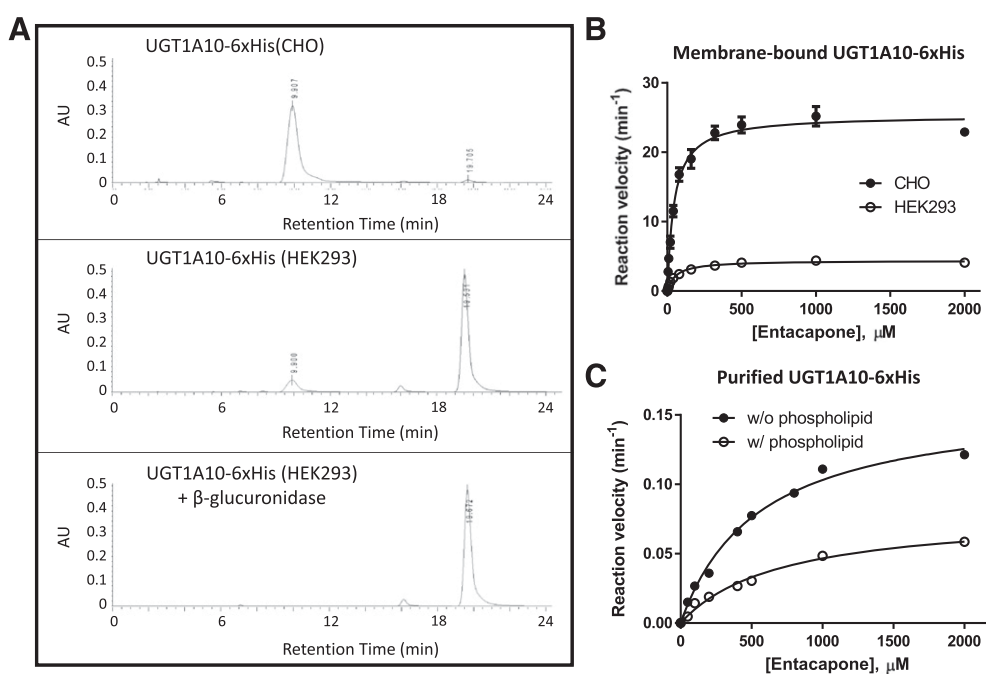 A
UGT1A10-6xHis(CHO)
0.5
0.4
0.3
0.2
0.1
0
AU
9.907
19.705
0 6 12 18 24
Retention Time (min)
UGT1A10-6xHis (HEK293)
0.5
0.4
0.3
0.2
0.1
0
AU
9.906
0 6 12 18 24
Retention Time (min)
UGT1A10-6xHis (HEK293)
+ β-glucuronidase
0.5
0.4
0.3
0.2
0.1
0
AU
0 6 12 18 24
Retention Time (min)
B
Membrane-bound UGT1A10-6xHis
Reaction velocity (min-1)
30
20
10
0
CHO
HEK293
0 500 1000 1500 2000
[Entacapone], μM
C
Purified UGT1A10-6xHis
Reaction velocity (min-1)
0.15
0.10
0.05
0.00
w/o phospholipid
w/ phospholipid
0 500 1000 1500 2000
[Entacapone], μM